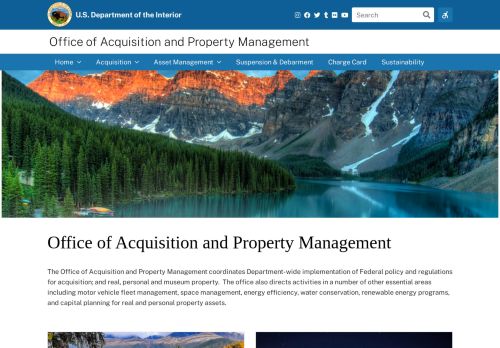 U.S. Department of the Interior
Search
Office of Acquisition and Property Management
Home
Acquisition
Asset Management
Suspension & Debarment
Charge Card
Sustainability
Office of Acquisition and Property Management
The Office of Acquisition and Property Management coordinates Department-wide implementation of Federal policy and regulations
for acquisition; and real, personal and museum property.  The office also directs activities in a number of other essential areas
including motor vehicle fleet management, space management, energy efficiency, water conservation, renewable energy programs,
and capital planning for real and personal property assets.